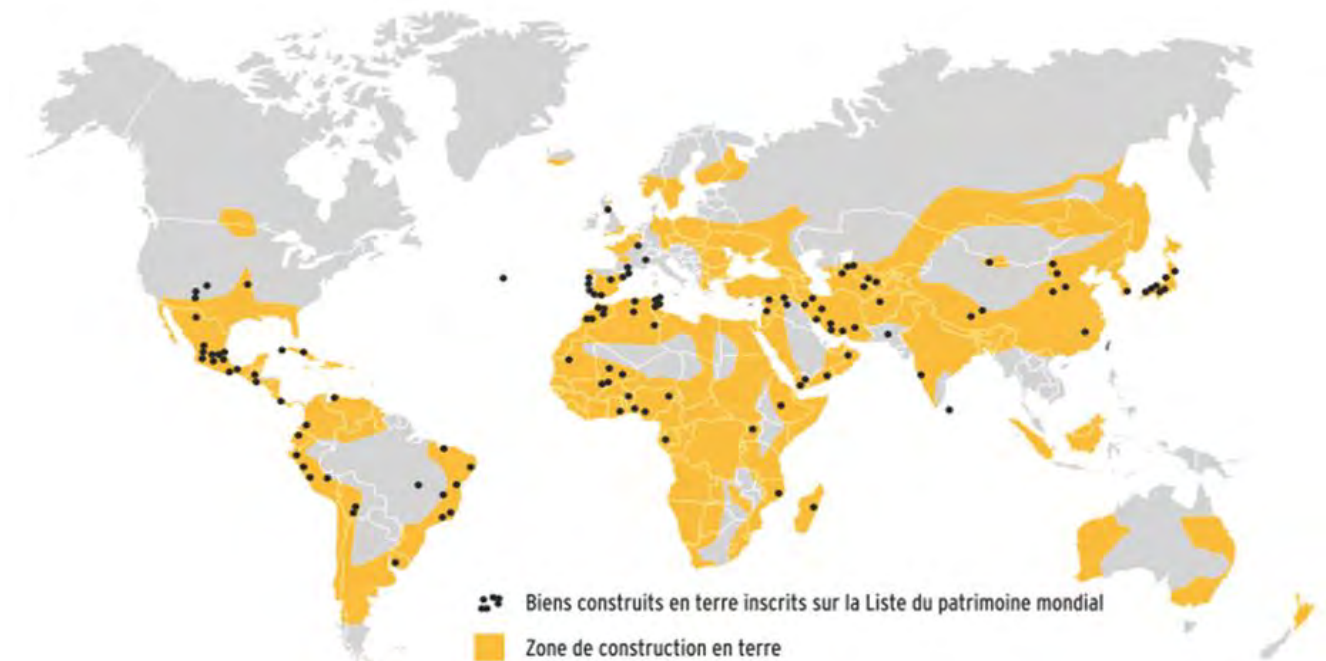 Biens construits en terre inscrits sur la Liste du patrimoine mondial
Zone de construction en terre